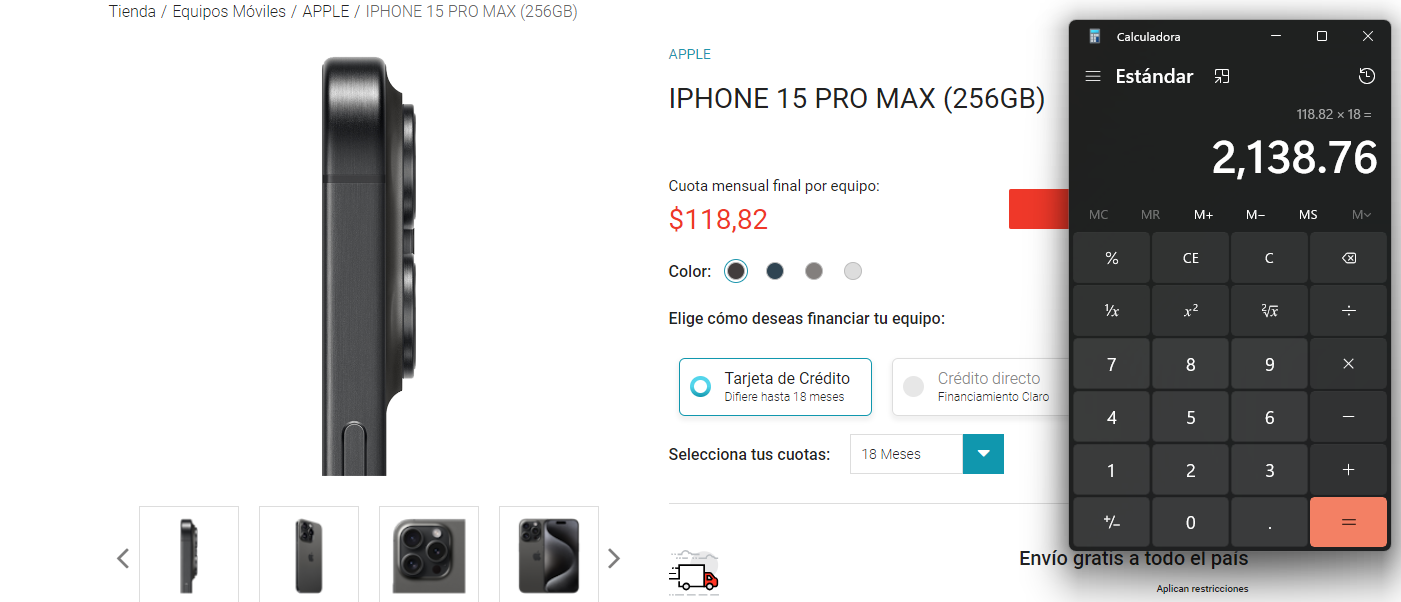 Tienda / Equipos Móviles / APPLE / IPHONE 15 PRO MAX (256GB)
APPLE
IPHONE 15 PRO MAX (256GB)
Cuota mensual final por equipo:
$118,82
Color:
Elige cómo deseas financiar tu equipo:
Tarjeta de Crédito
Difiere hasta 18 meses
Crédito directo
Financiamiento Claro
Selecciona tus cuotas:
18 Meses
Envío gratis a todo el país
Aplican restricciones
Calculadora
Estándar
118.82 × 18 =
2,138.76
MC MR M+ M− MS M
% CE C
¹/x x² ²√x ÷
7 8 9 ×
4 5 6 −
1 2 3 +
+/− 0 . =